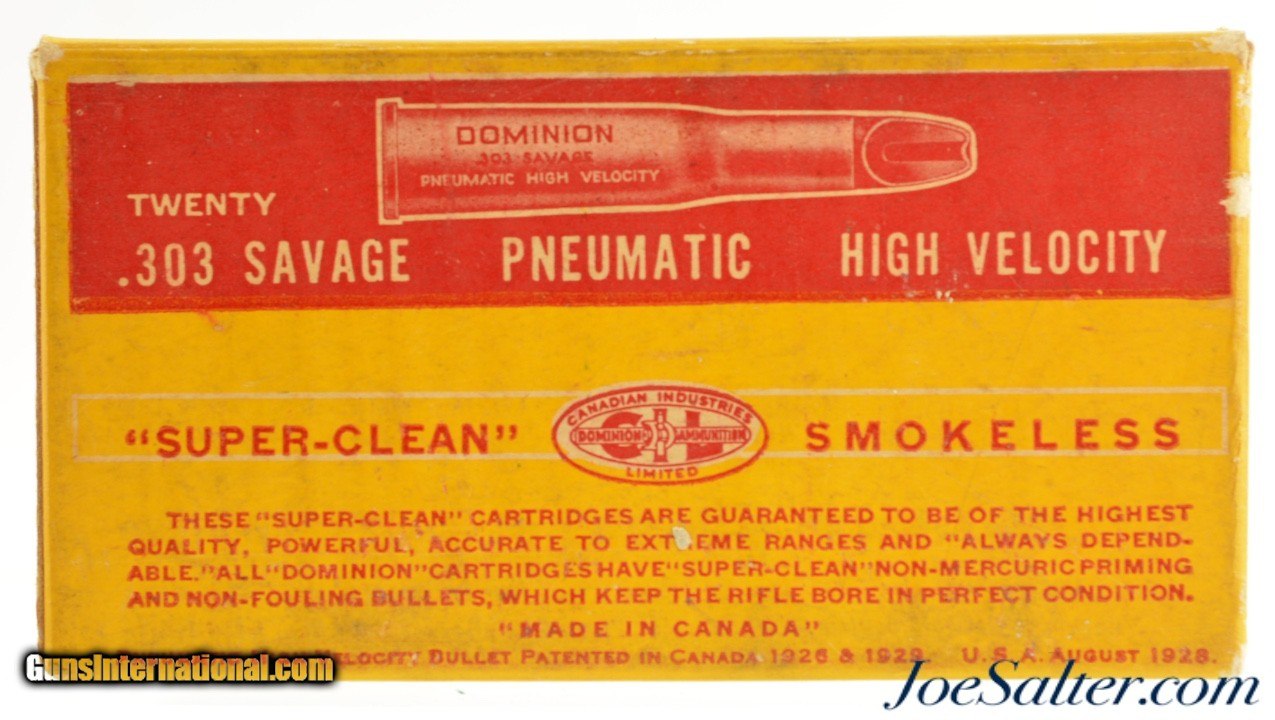 DOMINION
.303 SAVAGE
PNEUMATIC HIGH VELOCITY
TWENTY
.303 SAVAGE PNEUMATIC HIGH VELOCITY
CANADIAN INDUSTRIES
"SUPER-CLEAN" CIL SMOKELESS
DOMINION AMMUNITION
LIMITED
THESE "SUPER-CLEAN" CARTRIDGES ARE GUARANTEED TO BE OF THE HIGHEST
QUALITY, POWERFUL, ACCURATE TO EXTREME RANGES AND "ALWAYS DEPEND-
ABLE." ALL "DOMINION" CARTRIDGES HAVE "SUPER-CLEAN" NON-MERCURIC PRIMING
AND NON-FOULING BULLETS, WHICH KEEP THE RIFLE BORE IN PERFECT CONDITION.
"MADE IN CANADA"
VELOCITY BULLET PATENTED IN CANADA 1926 & 1929. U.S.A. AUGUST 1928.
GunsInternational.com
JoeSalter.com